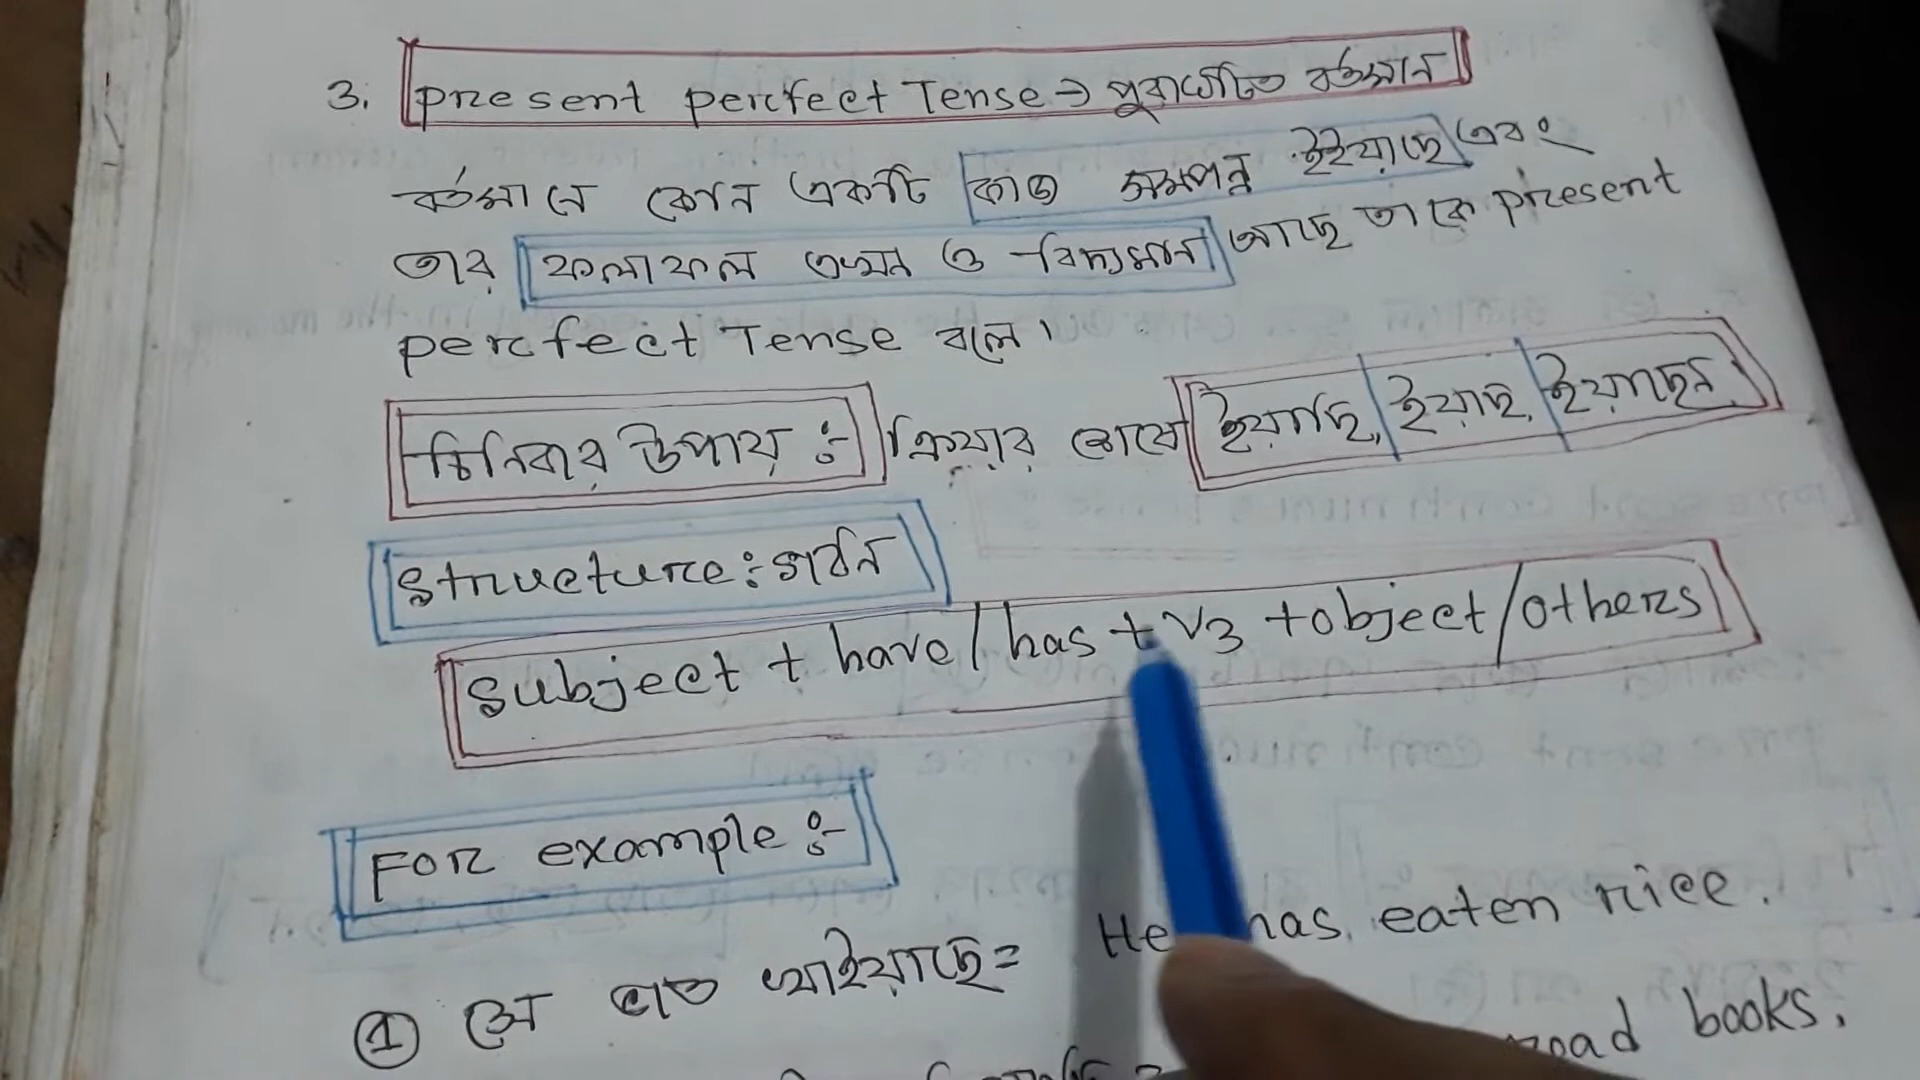 3. present perfect Tense → পুরাঘটিত বর্তমান
বর্তমানে কোন একটি কাজ সম্পন্ন হইয়াছে এবং
তার ফলাফল এখন ও বিদ্যমান আছে তাকে present
perfect Tense বলে।
চিনিবার উপায় :- ক্রিয়ার শেষে ইয়াছি, ইয়াছ, ইয়াছেন
structure : গঠন
subject + have / has + V3 + object / others
For example :-
① সে ভাত খাইয়াছে = He has eaten rice.
read books.